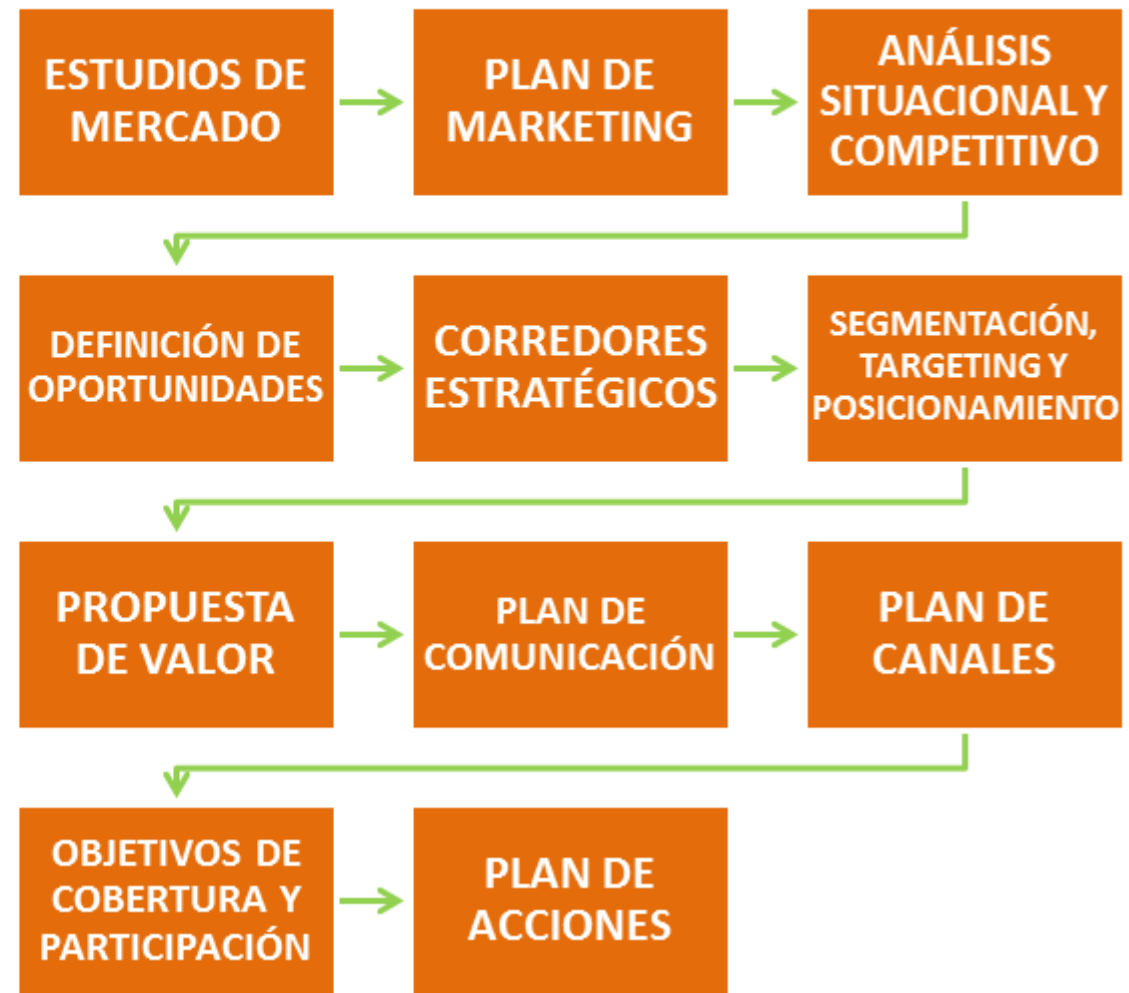 ESTUDIOS DE
MERCADO
PLAN DE
MARKETING
ANÁLISIS
SITUACIONAL Y
COMPETITIVO
DEFINICIÓN DE
OPORTUNIDADES
CORREDORES
ESTRATÉGICOS
SEGMENTACIÓN,
TARGETING Y
POSICIONAMIENTO
PROPUESTA
DE VALOR
PLAN DE
COMUNICACIÓN
PLAN DE
CANALES
OBJETIVOS DE
COBERTURA Y
PARTICIPACIÓN
PLAN DE
ACCIONES